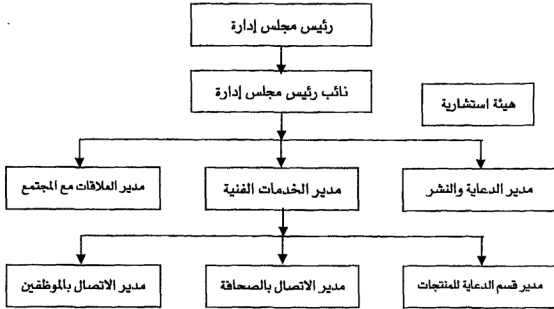 رئيس مجلس إدارة
نائب رئيس مجلس إدارة
هيئة استشارية
مدير الدعاية والنشر
مدير الخدمات الفنية
مدير العلاقات مع المجتمع
مدير قسم الدعاية للمنتجات
مدير الاتصال بالصحافة
مدير الاتصال بالموظفين